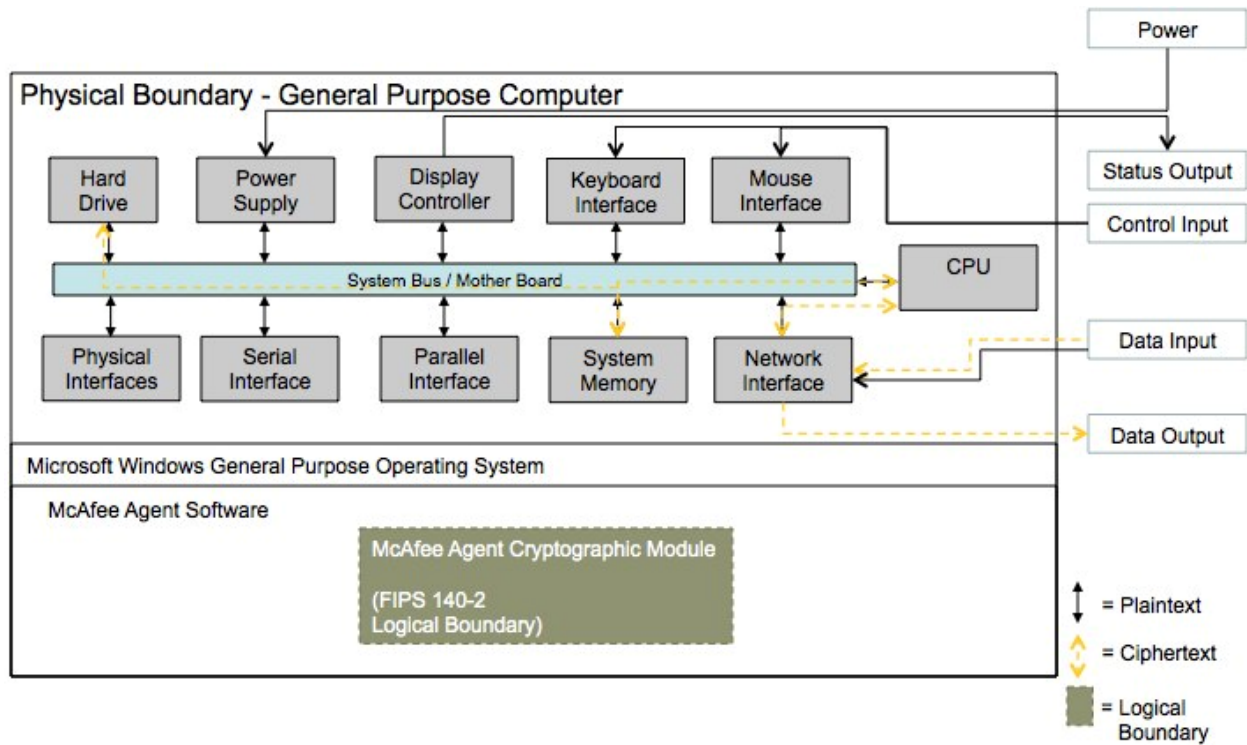 Power
Physical Boundary - General Purpose Computer
Hard
Drive
Power
Supply
Display
Controller
Keyboard
Interface
Mouse
Interface
Status Output
Control Input
System Bus / Mother Board
CPU
Physical
Interfaces
Serial
Interface
Parallel
Interface
System
Memory
Network
Interface
Data Input
Data Output
Microsoft Windows General Purpose Operating System
McAfee Agent Software
McAfee Agent Cryptographic Module
(FIPS 140-2
Logical Boundary)
= Plaintext
= Ciphertext
= Logical
Boundary